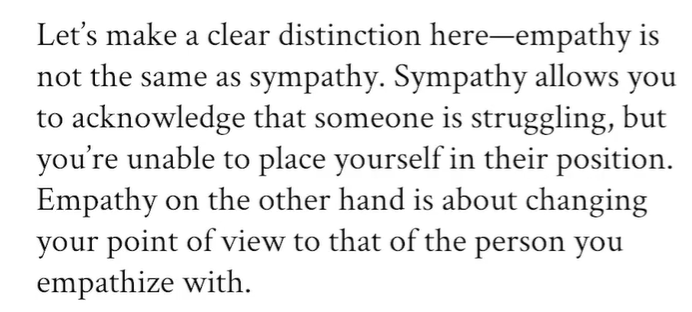 Let’s make a clear distinction here—empathy is
not the same as sympathy. Sympathy allows you
to acknowledge that someone is struggling, but
you’re unable to place yourself in their position.
Empathy on the other hand is about changing
your point of view to that of the person you
empathize with.